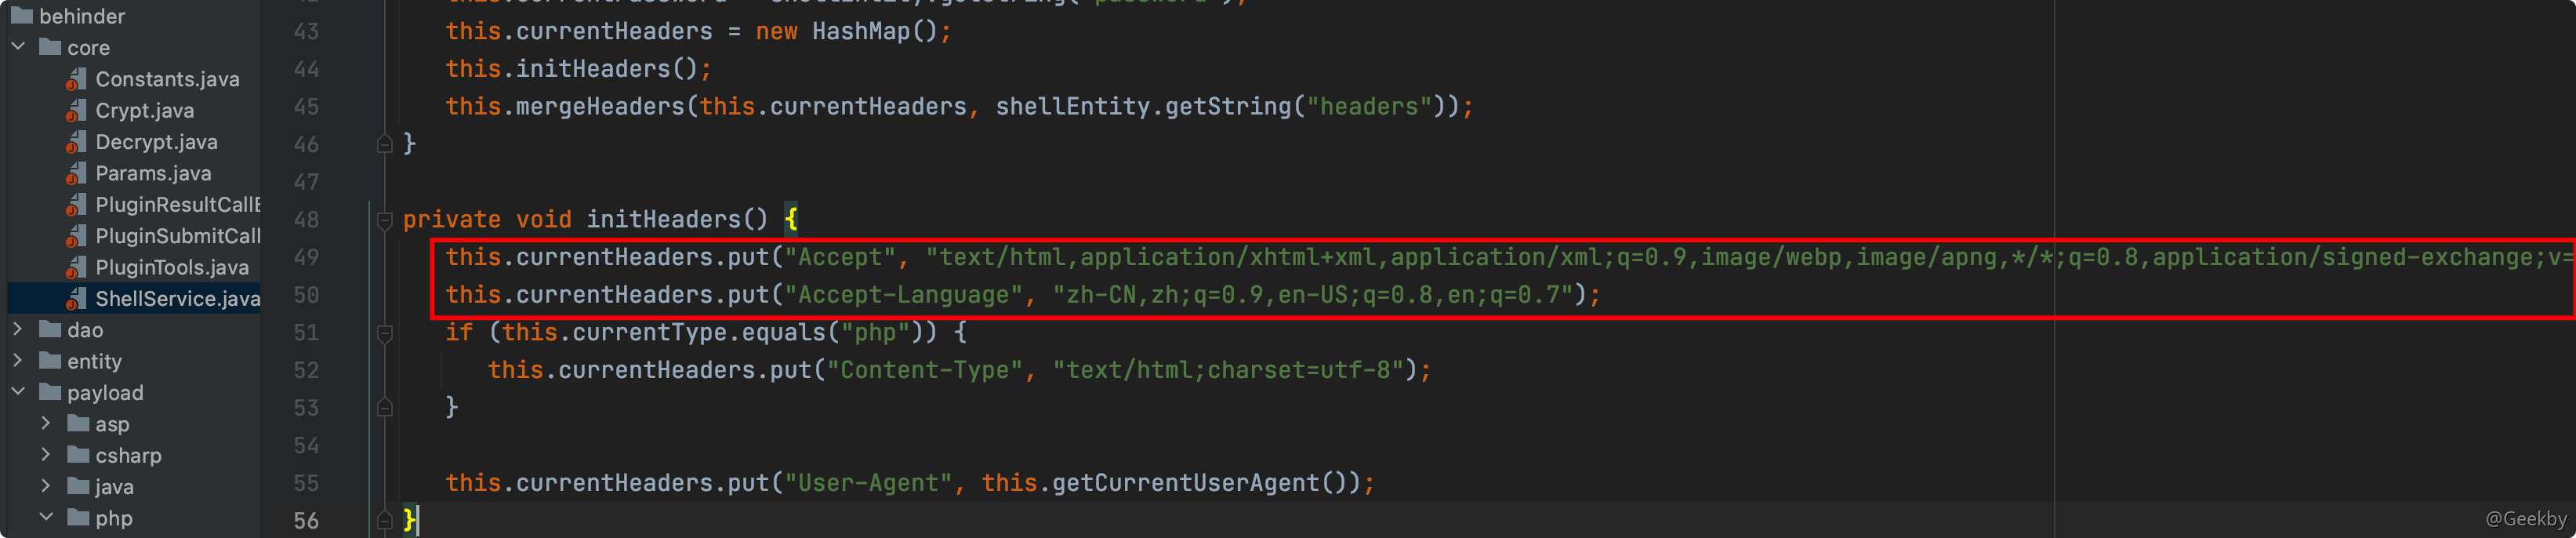 behinder
core
Constants.java
Crypt.java
Decrypt.java
Params.java
PluginResultCallB
PluginSubmitCall
PluginTools.java
ShellService.java
dao
entity
payload
asp
csharp
java
php
43 this.currentHeaders = new HashMap();
44 this.initHeaders();
45 this.mergeHeaders(this.currentHeaders, shellEntity.getString("headers"));
46 }
47
48 private void initHeaders() {
49 this.currentHeaders.put("Accept", "text/html,application/xhtml+xml,application/xml;q=0.9,image/webp,image/apng,*/*;q=0.8,application/signed-exchange;v=
50 this.currentHeaders.put("Accept-Language", "zh-CN,zh;q=0.9,en-US;q=0.8,en;q=0.7");
51 if (this.currentType.equals("php")) {
52 this.currentHeaders.put("Content-Type", "text/html;charset=utf-8");
53 }
54
55 this.currentHeaders.put("User-Agent", this.getCurrentUserAgent());
56 }
@Geekby